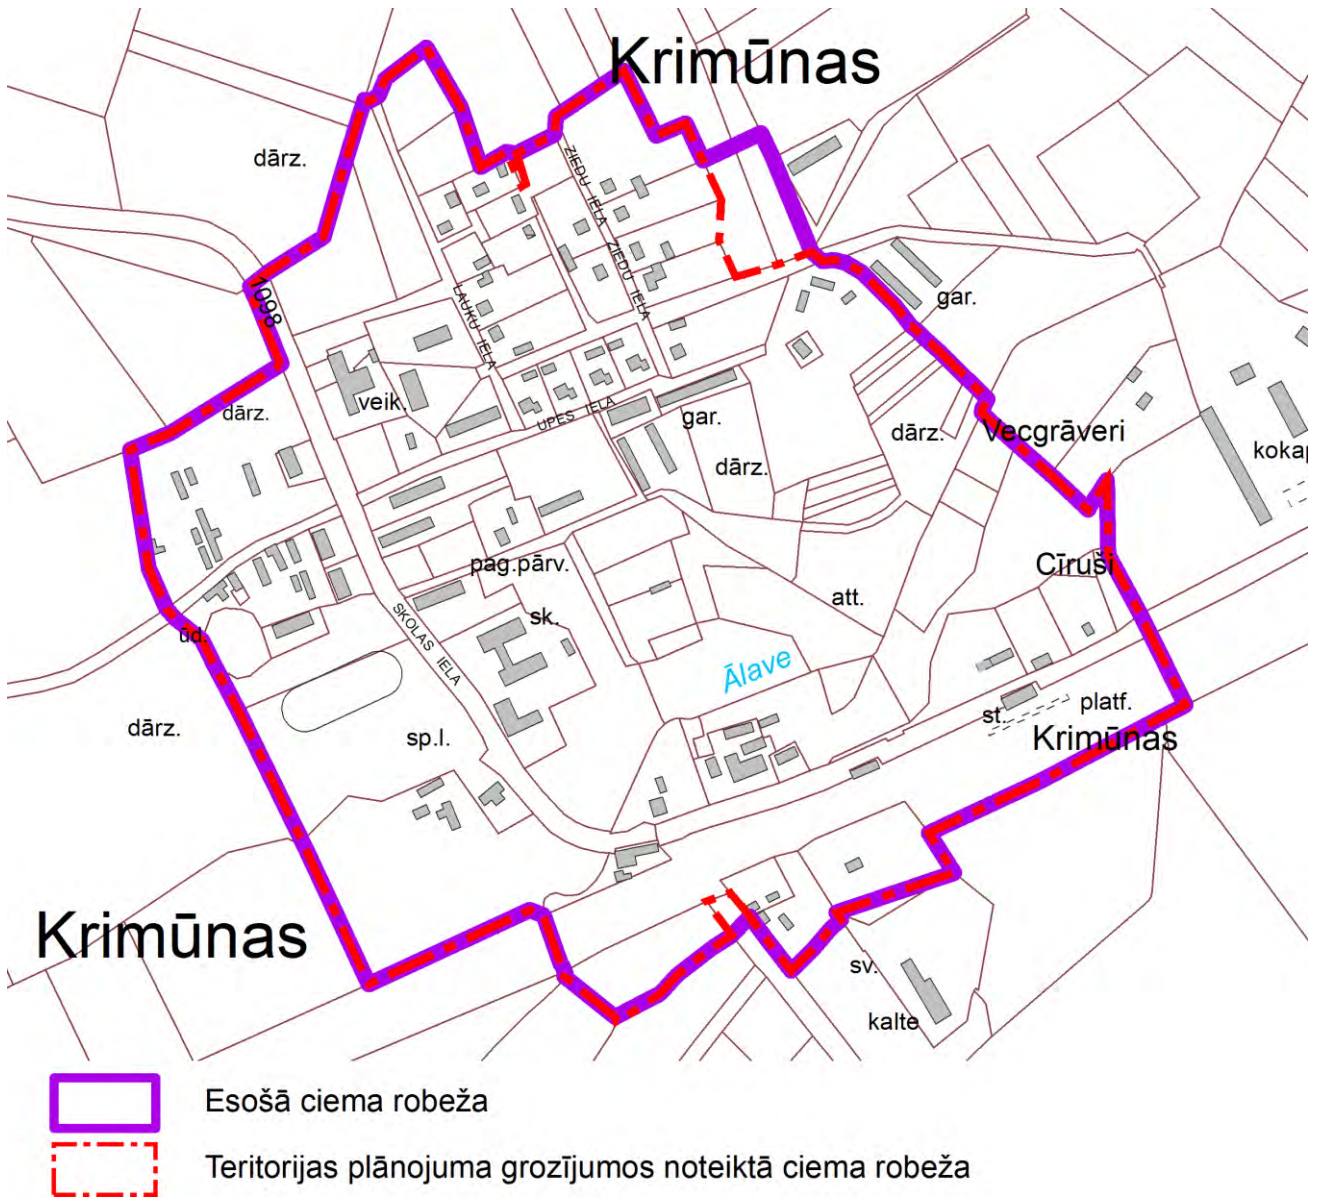 Krimūnas
dārz.
ZIEDU IELA
ZIEDU IELA
1098
LAUKU IELA
gar.
veik.
dārz.
UPES IELA
gar.
dārz.
dārz.
Vecgrāveri
kokap
pag.pārv.
Cīruši
att.
sk.
SKOLAS IELA
ūd.
Ālave
dārz.
sp.l.
st.
platf.
Krimūnas
Krimūnas
sv.
kalte
Esošā ciema robeža
Teritorijas plānojuma grozījumos noteiktā ciema robeža